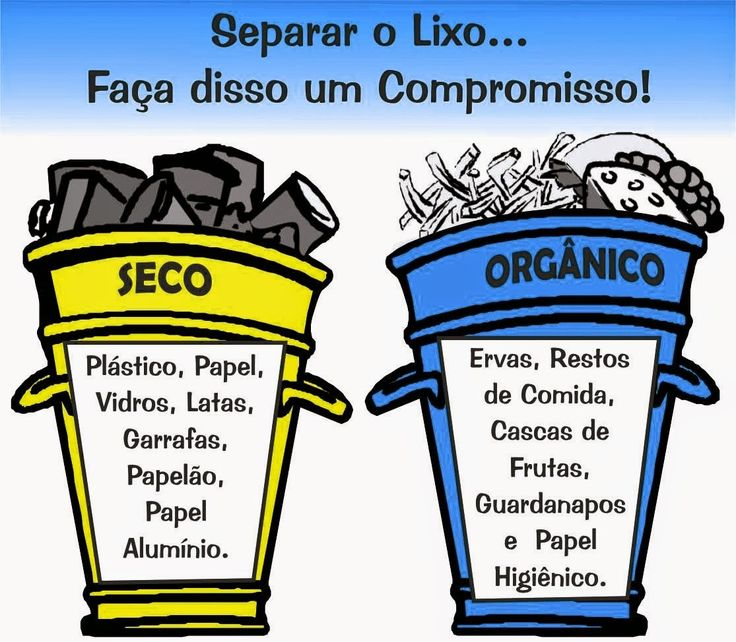 Separar o Lixo...
Faça disso um Compromisso!
SECO
Plástico, Papel,
Vidros, Latas,
Garrafas,
Papelão,
Papel
Alumínio.
ORGÂNICO
Ervas, Restos
de Comida,
Cascas de
Frutas,
Guardanapos
e Papel
Higiênico.